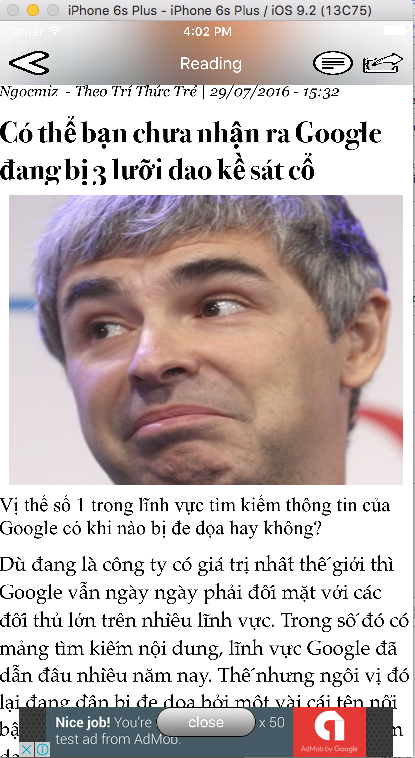 iPhone 6s Plus - iPhone 6s Plus / iOS 9.2 (13C75)
Carrier 4:02 PM
Reading
Ngocmiz - Theo Trí Thức Trẻ | 29/07/2016 - 15:32
Có thể bạn chưa nhận ra Google
đang bị 3 lưỡi dao kề sát cổ
Vị thế số 1 trong lĩnh vực tìm kiếm thông tin của
Google có khi nào bị đe dọa hay không?
Dù đang là công ty có giá trị nhất thế giới thì
Google vẫn ngày ngày phải đối mặt với các
đối thủ lớn trên nhiều lĩnh vực. Trong số đó có
mảng tìm kiếm nội dung, lĩnh vực Google đã
dẫn đầu nhiều năm nay. Thế nhưng ngôi vị đó
lại đang dần bị đe dọa bởi một vài cái tên nổi
Nice job! You're close x 50
test ad from AdMob.
AdMob by Google